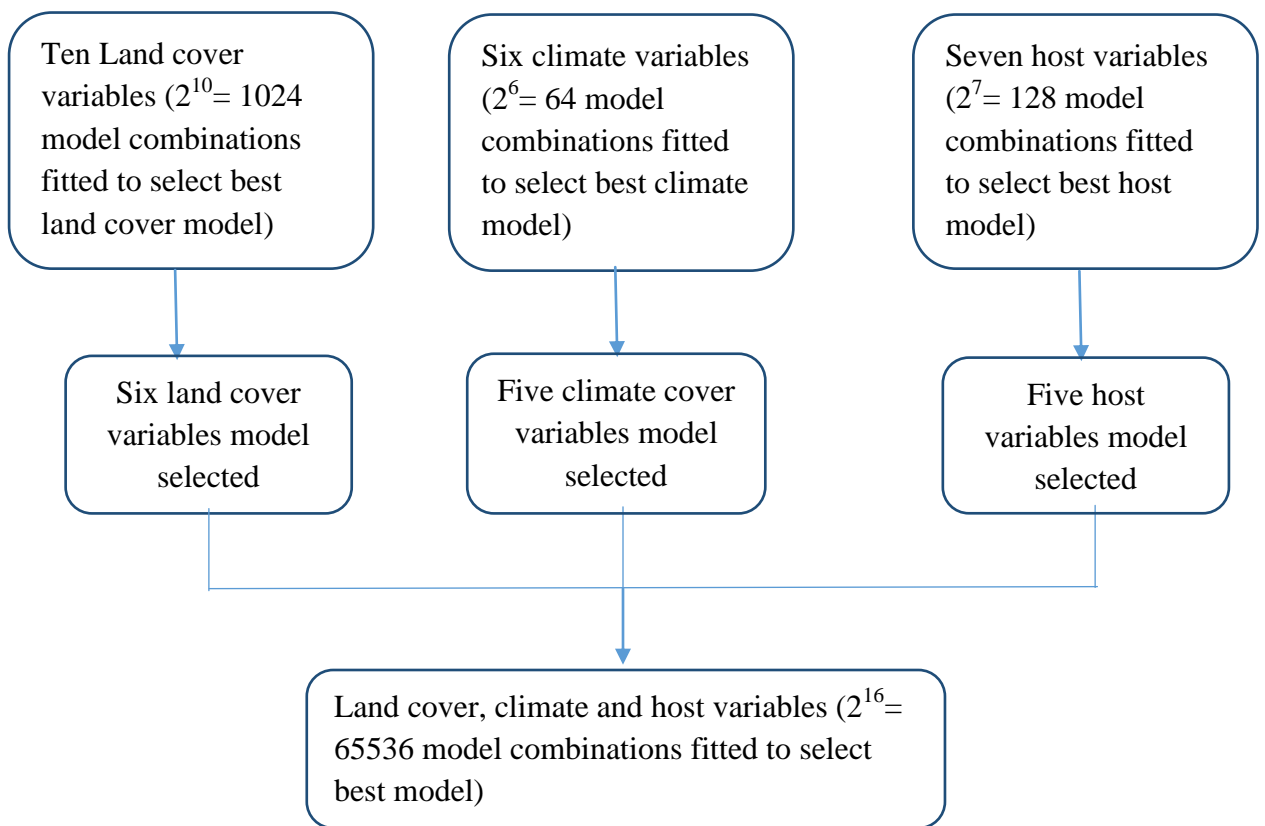 Ten Land cover
variables (2^10= 1024
model combinations
fitted to select best
land cover model)
Six climate variables
(2^6= 64 model
combinations fitted
to select best climate
model)
Seven host variables
(2^7= 128 model
combinations fitted
to select best host
model)
Six land cover
variables model
selected
Five climate cover
variables model
selected
Five host
variables model
selected
Land cover, climate and host variables (2^16=
65536 model combinations fitted to select
best model)